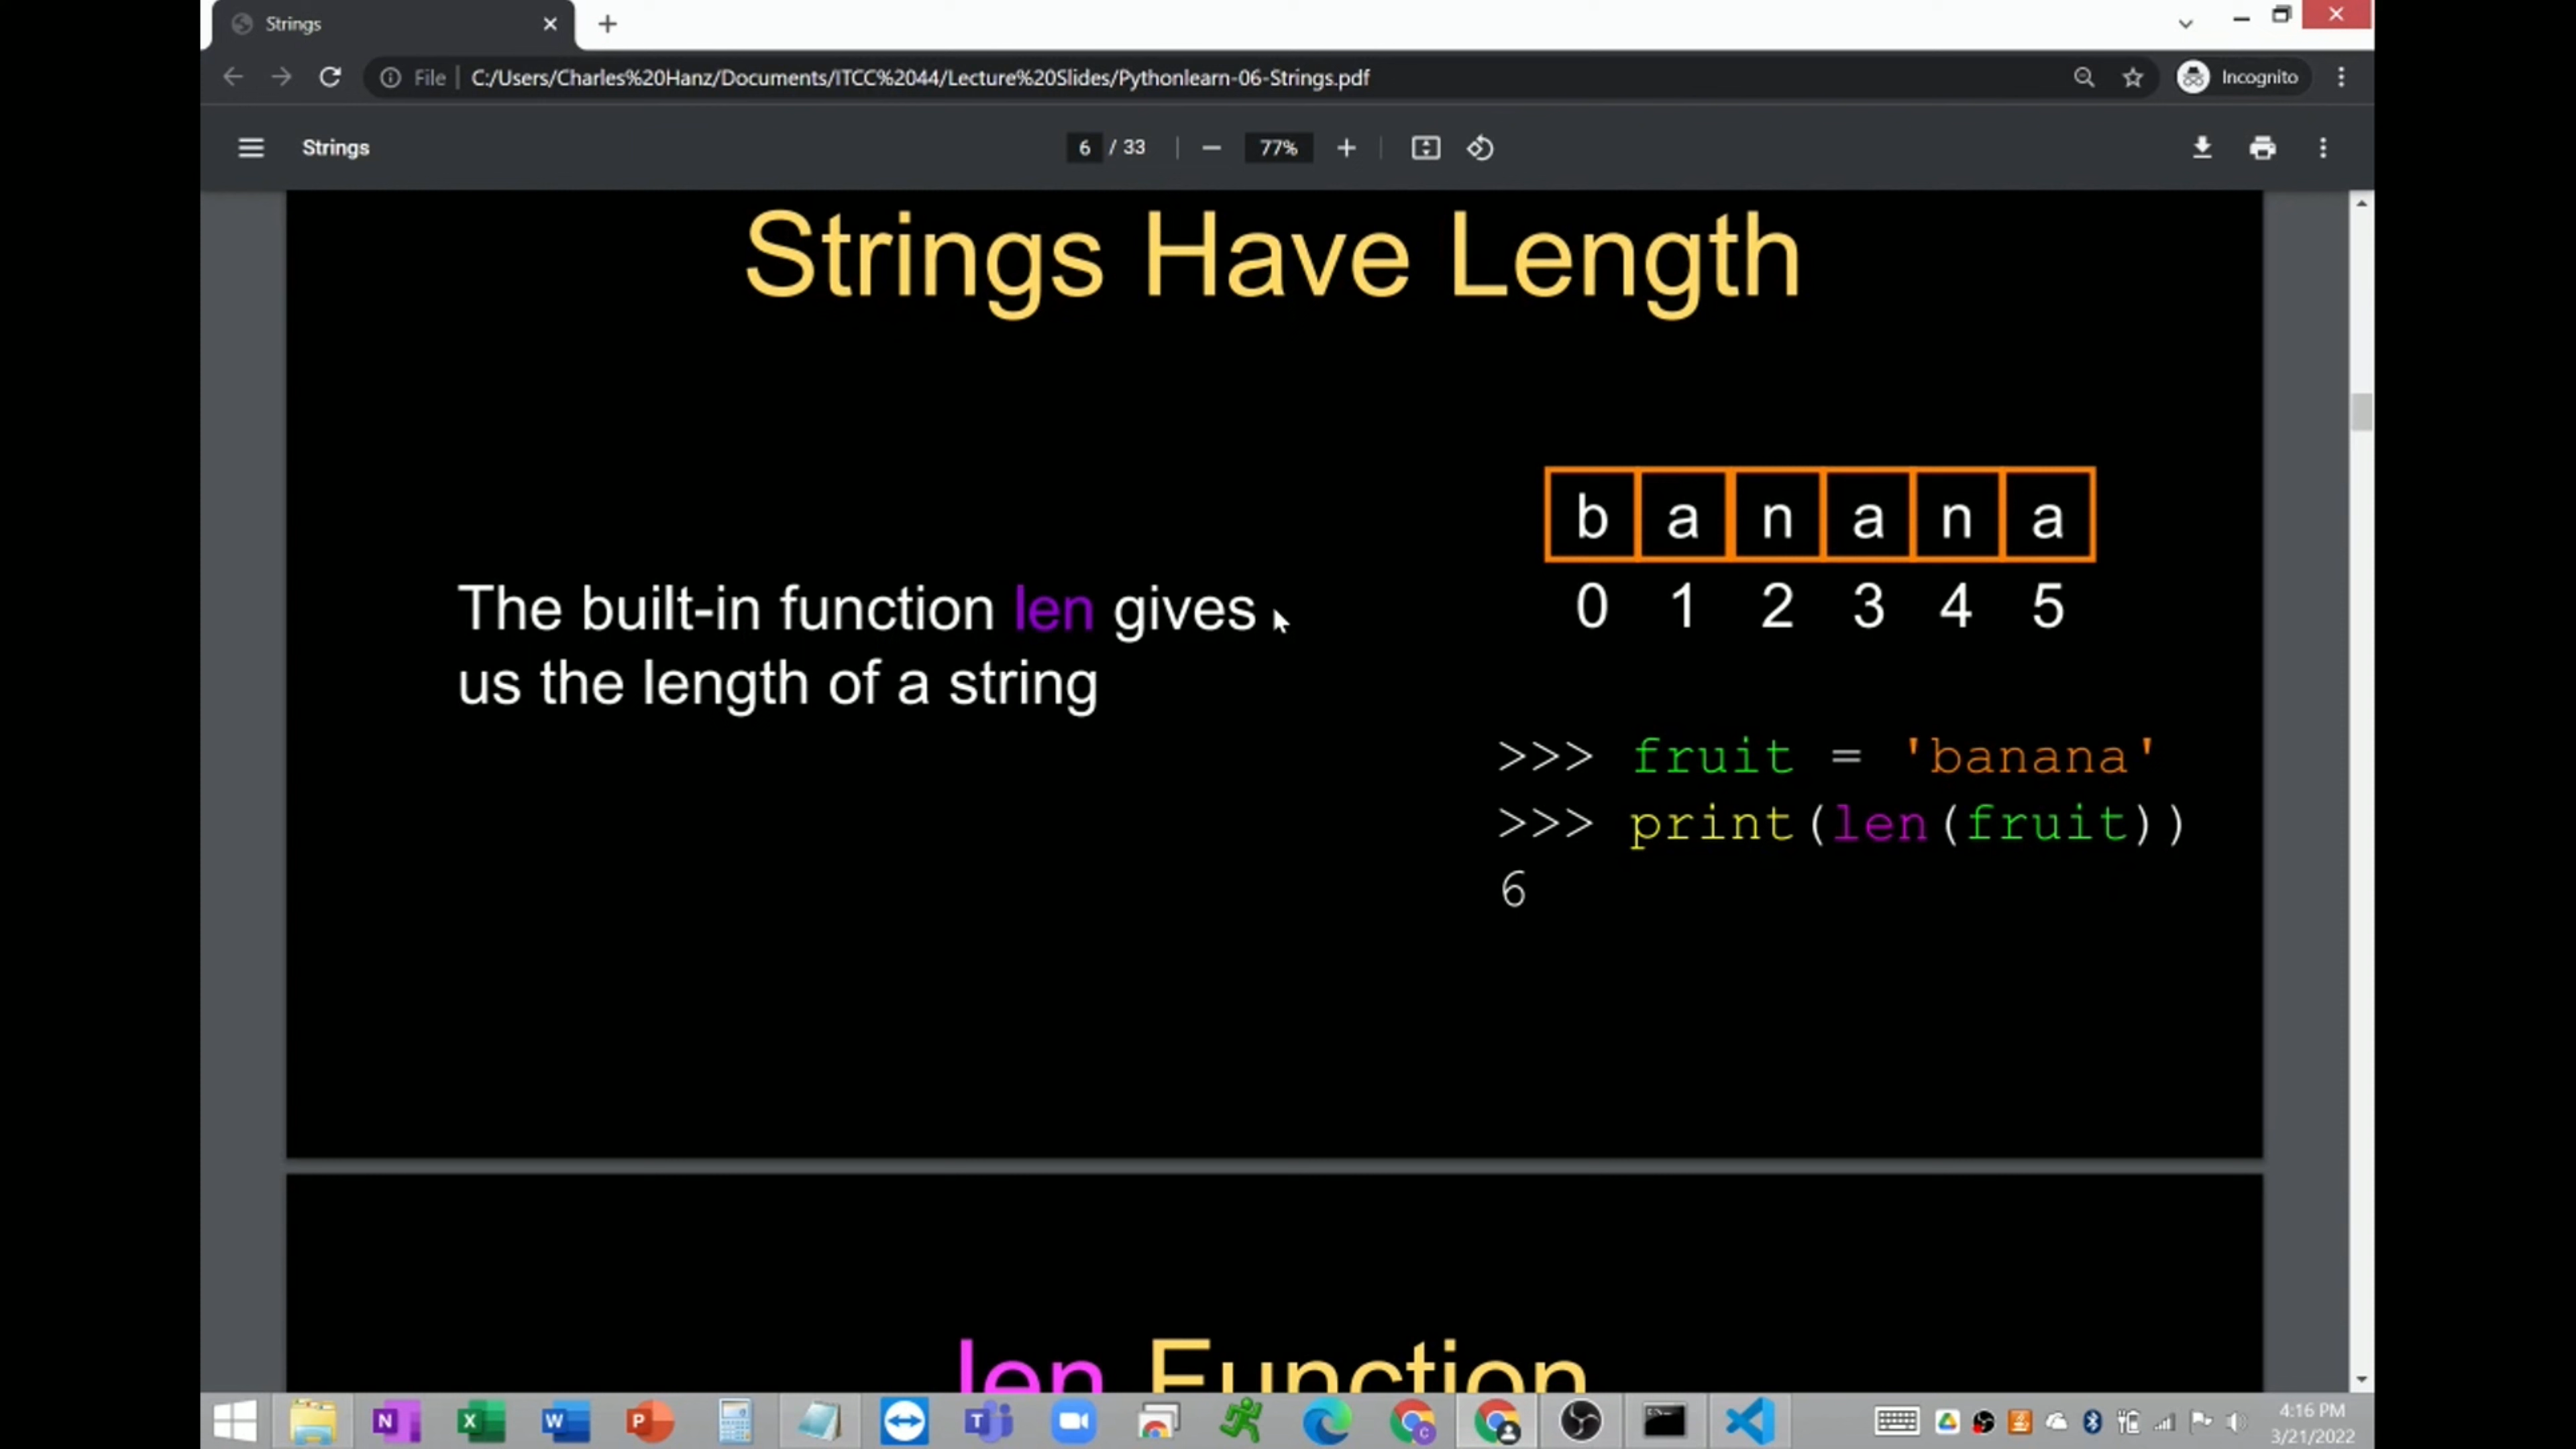 Strings
File C:/Users/Charles%20Hanz/Documents/ITCC%2044/Lecture%20Slides/Pythonlearn-06-Strings.pdf Incognito
Strings 6 / 33 77%
Strings Have Length
b a n a n a
0 1 2 3 4 5
The built-in function len gives
us the length of a string
>>> fruit = 'banana'
>>> print(len(fruit))
6
len Function
4:16 PM
3/21/2022